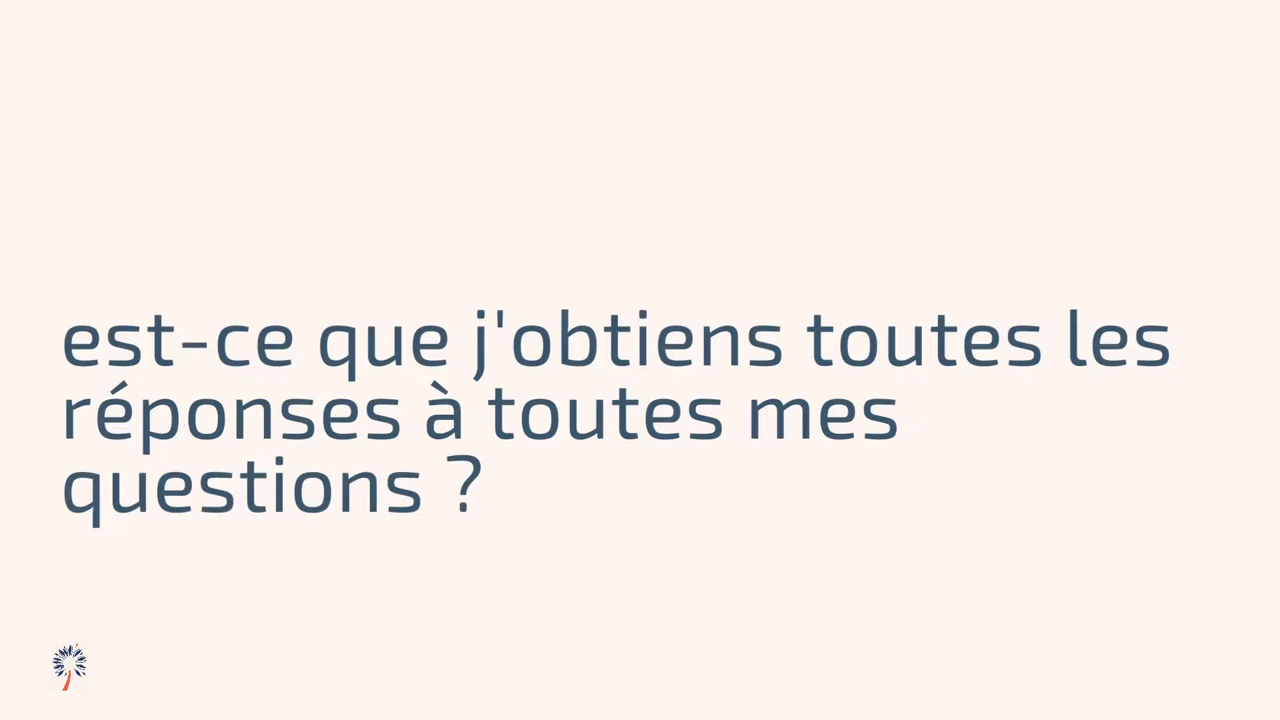 est-ce que j'obtiens toutes les
réponses à toutes mes
questions ?